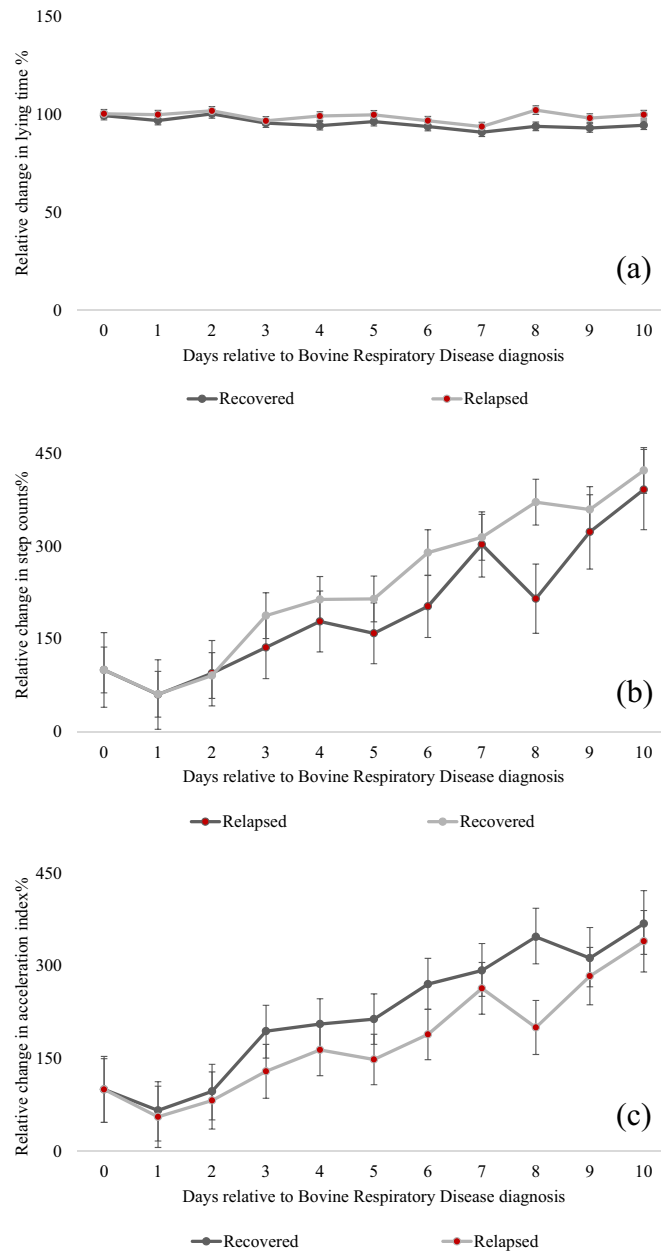 Relative change in lying time %
150
100
50
0
(a)
0 1 2 3 4 5 6 7 8 9 10
Days relative to Bovine Respiratory Disease diagnosis
Recovered Relapsed
Relative change in step counts%
450
300
150
0
(b)
0 1 2 3 4 5 6 7 8 9 10
Days relative to Bovine Respiratory Disease diagnosis
Relapsed Recovered
Relative change in acceleration index%
450
300
150
0
(c)
0 1 2 3 4 5 6 7 8 9 10
Days relative to Bovine Respiratory Disease diagnosis
Recovered Relapsed